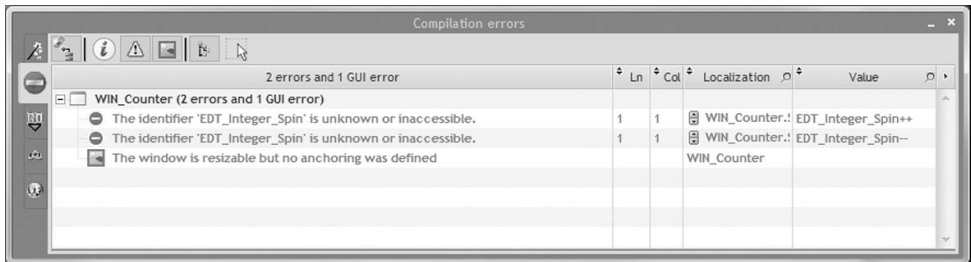 Compilation errors
2 errors and 1 GUI error Ln Col Localization Value
WIN_Counter (2 errors and 1 GUI error)
The identifier 'EDT_Integer_Spin' is unknown or inaccessible. 1 1 WIN_Counter. EDT_Integer_Spin++
The identifier 'EDT_Integer_Spin' is unknown or inaccessible. 1 1 WIN_Counter. EDT_Integer_Spin--
The window is resizable but no anchoring was defined WIN_Counter